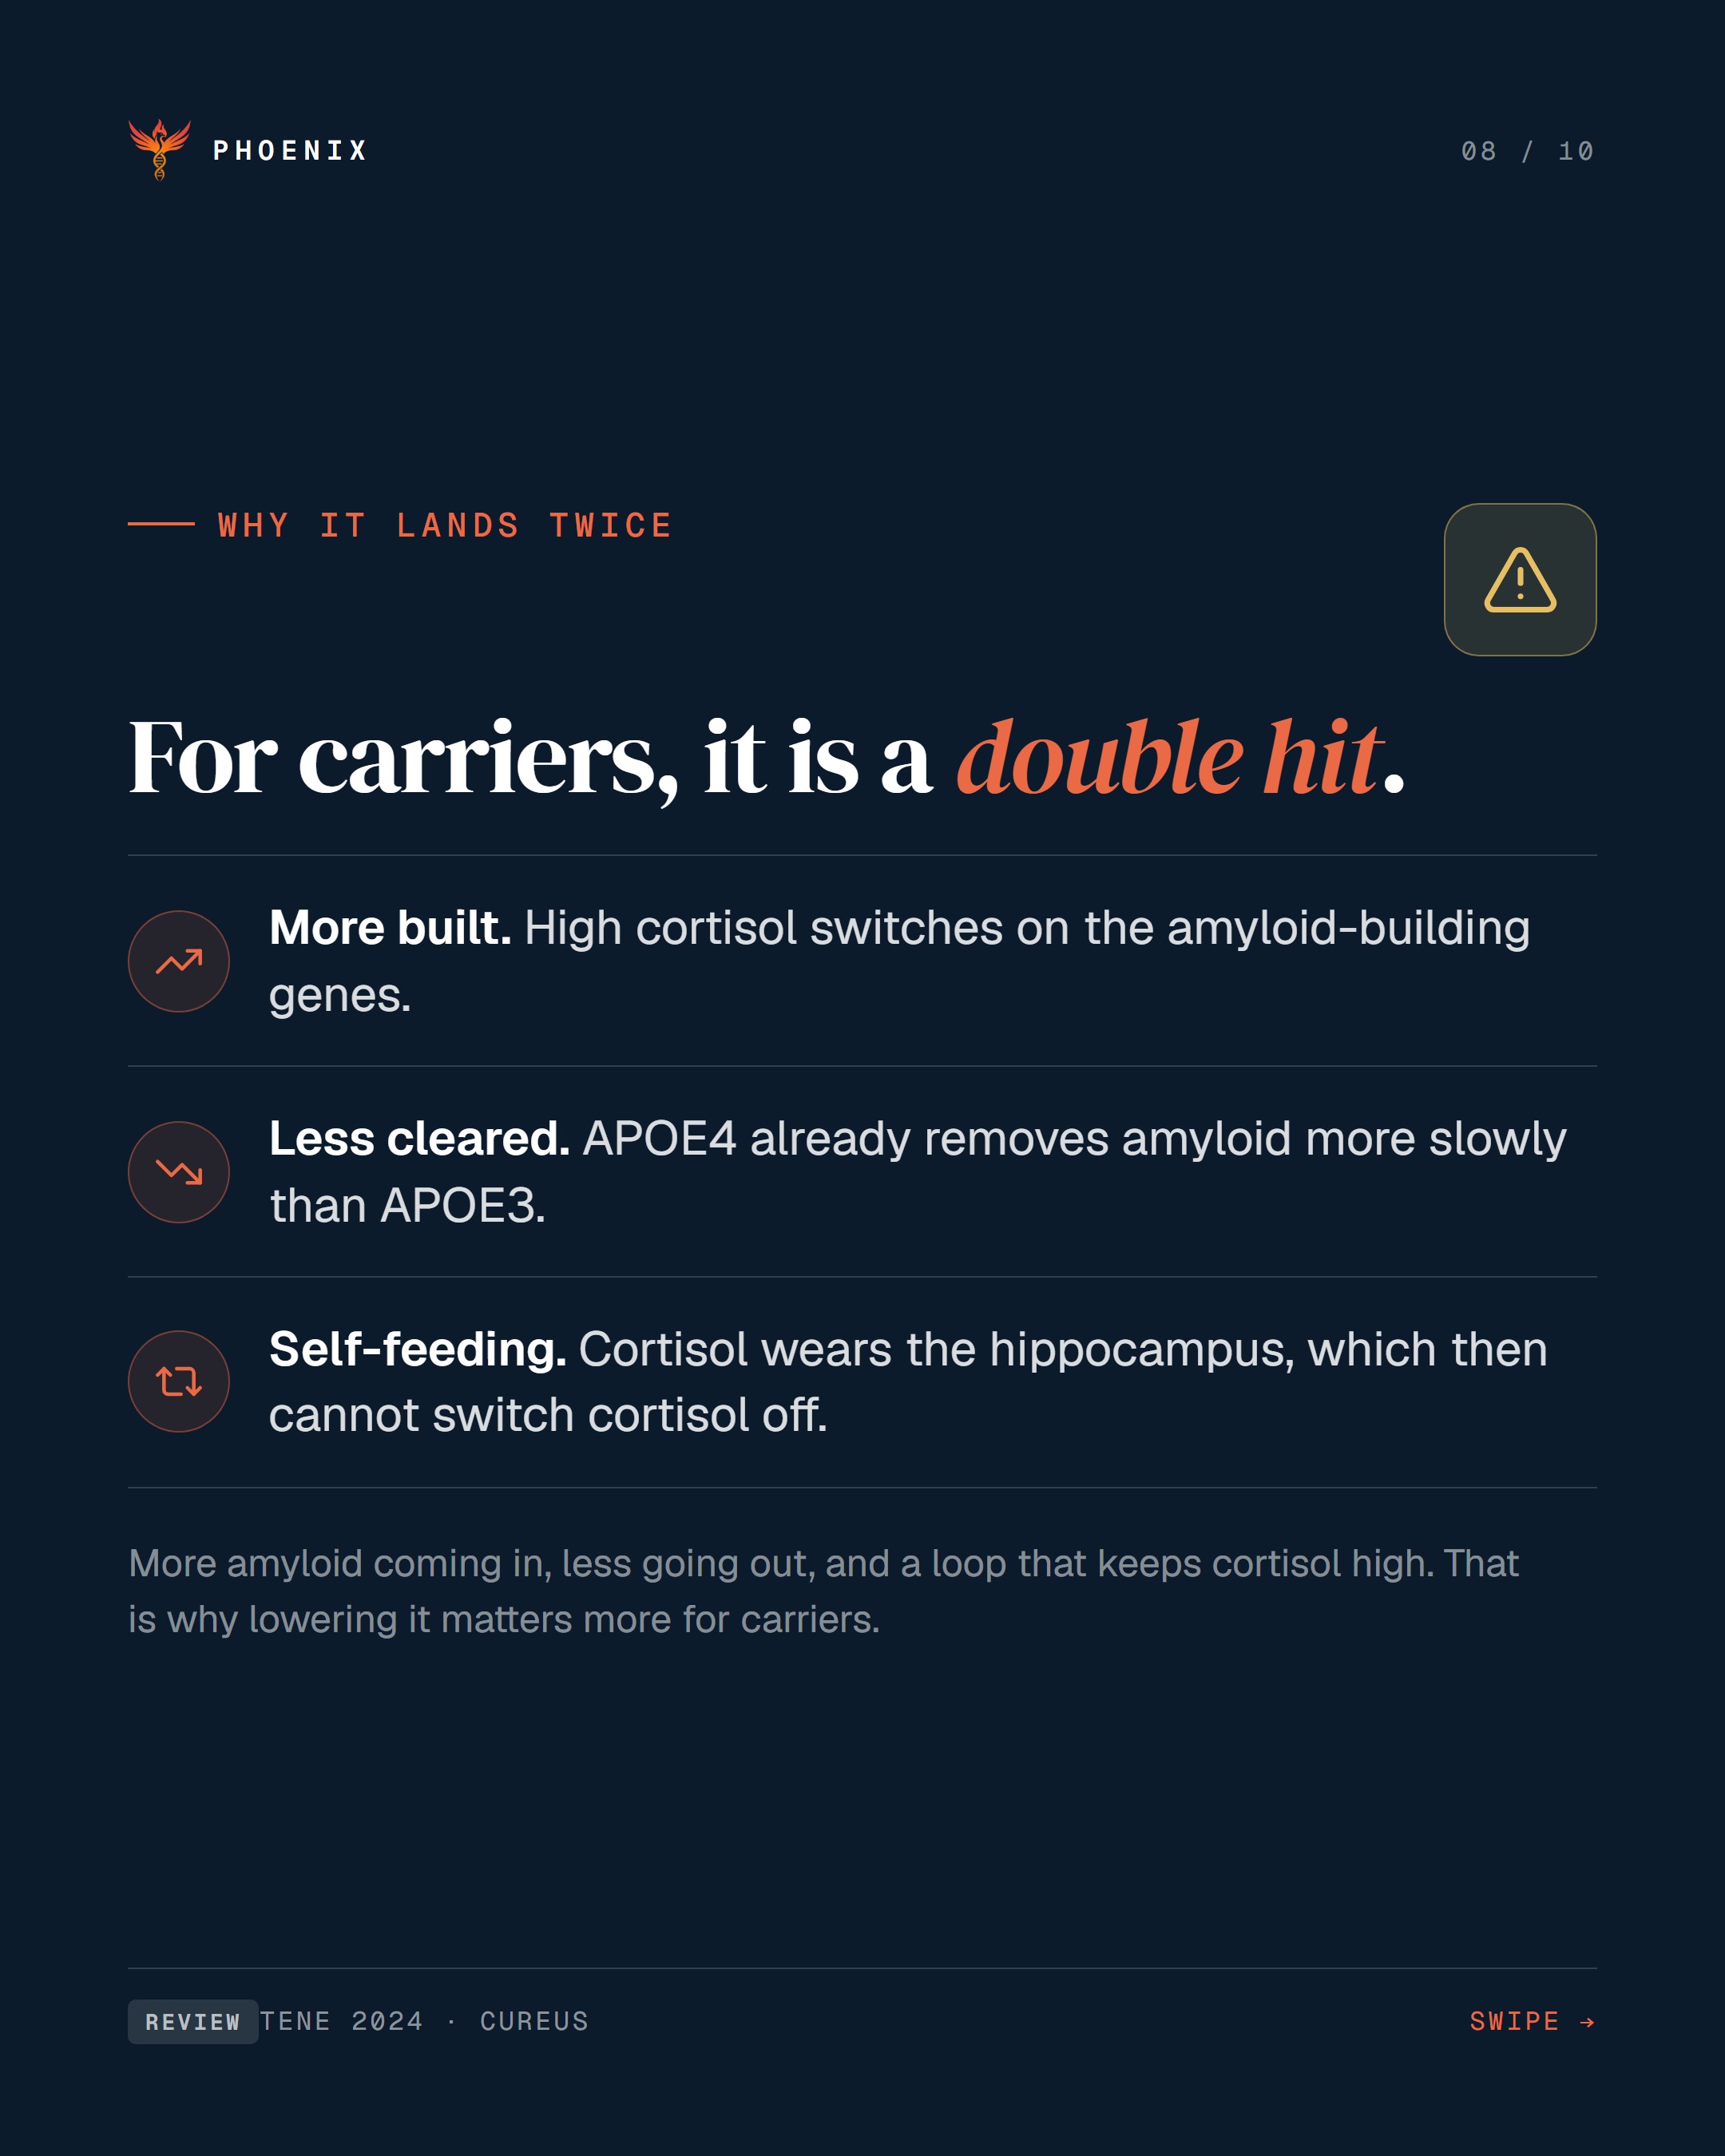 PHOENIX
08 / 10
WHY IT LANDS TWICE
For carriers, it is a double hit.
More built. High cortisol switches on the amyloid-building
genes.
Less cleared. APOE4 already removes amyloid more slowly
than APOE3.
Self-feeding. Cortisol wears the hippocampus, which then
cannot switch cortisol off.
More amyloid coming in, less going out, and a loop that keeps cortisol high. That
is why lowering it matters more for carriers.
REVIEW TENE 2024 · CUREUS
SWIPE →